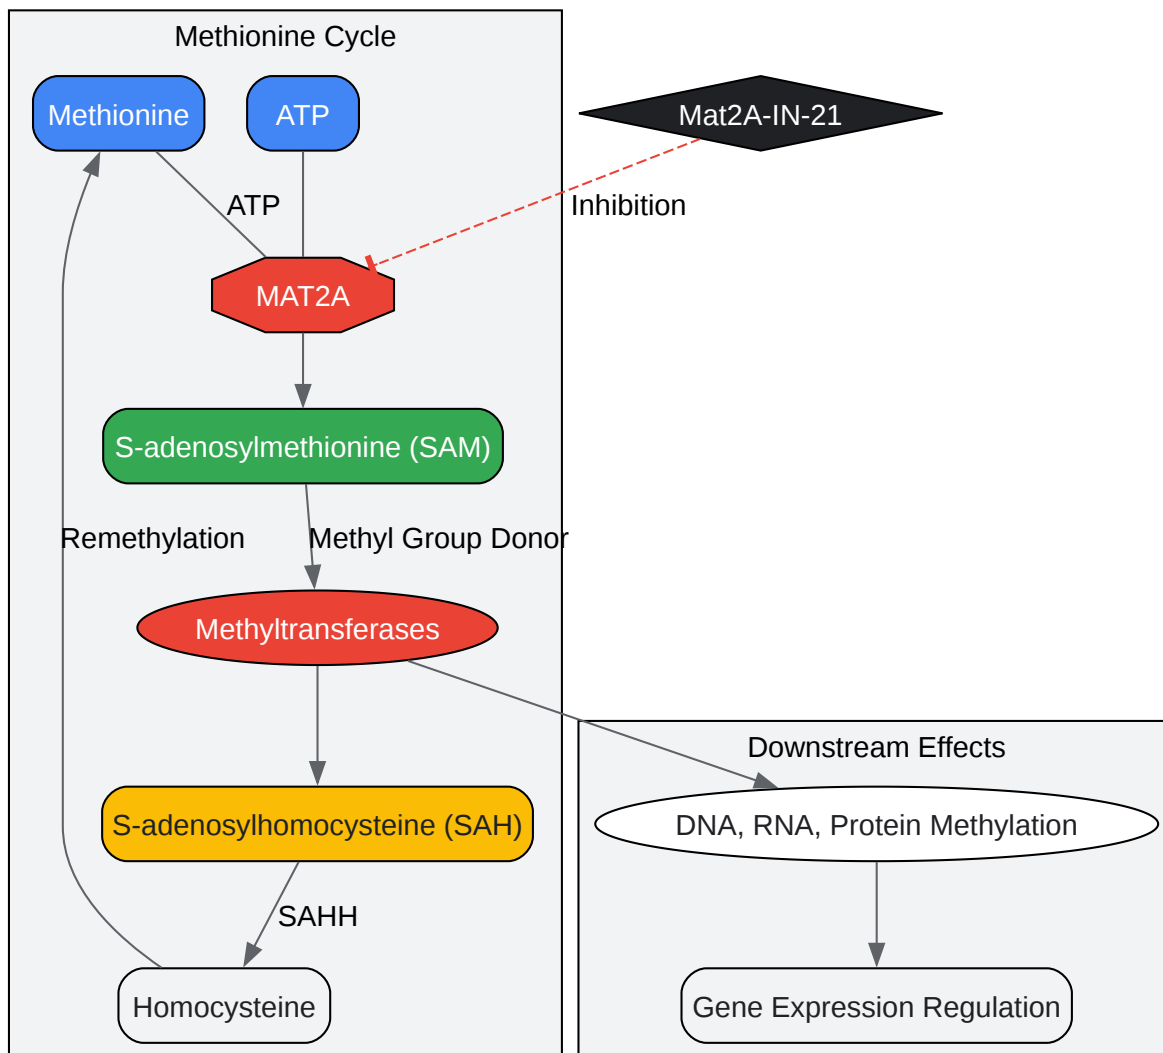 Methionine Cycle
Methionine
ATP
Mat2A-IN-21
ATP
Inhibition
MAT2A
S-adenosylmethionine (SAM)
Remethylation
Methyl Group Donor
Methyltransferases
Downstream Effects
S-adenosylhomocysteine (SAH)
DNA, RNA, Protein Methylation
SAHH
Homocysteine
Gene Expression Regulation